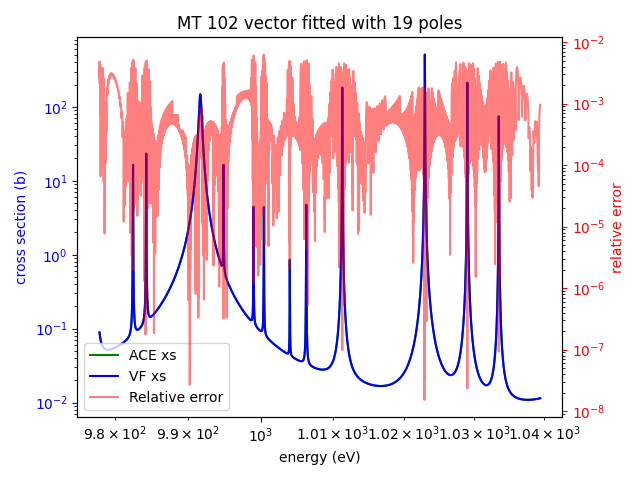 MT 102 vector fitted with 19 poles
cross section (b)
10²
10¹
10⁰
10⁻¹
10⁻²
10⁻²
10⁻³
10⁻⁴
10⁻⁵
10⁻⁶
10⁻⁷
10⁻⁸
relative error
ACE xs
VF xs
Relative error
9.8 × 10² 9.9 × 10² 10³ 1.01 × 10³ 1.02 × 10³ 1.03 × 10³ 1.04 × 10³
energy (eV)